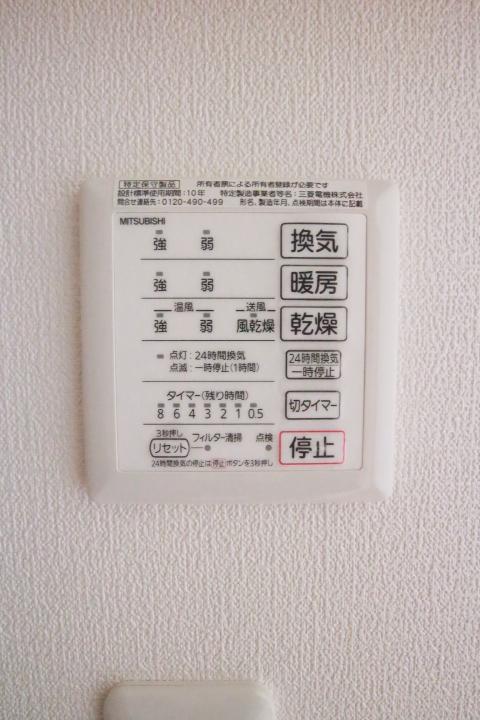 特定保守製品 所有者票による所有者登録が必要です
設計標準使用期間:10年 特定製造事業者等名:三菱電機株式会社
問合せ連絡先:0120-490-499 形名、製造年月、点検期間は本体に記載
MITSUBISHI
強 弱 換気
強 弱 暖房
温風 送風
強 弱 風乾燥 乾燥
点灯:24時間換気
点滅:一時停止(1時間)
24時間換気
一時停止
タイマー(残り時間)
8 6 4 3 2 1 0.5
切タイマー
3秒押し
リセット フィルター清掃 点検
停止
24時間換気の停止は停止ボタンを3秒押し